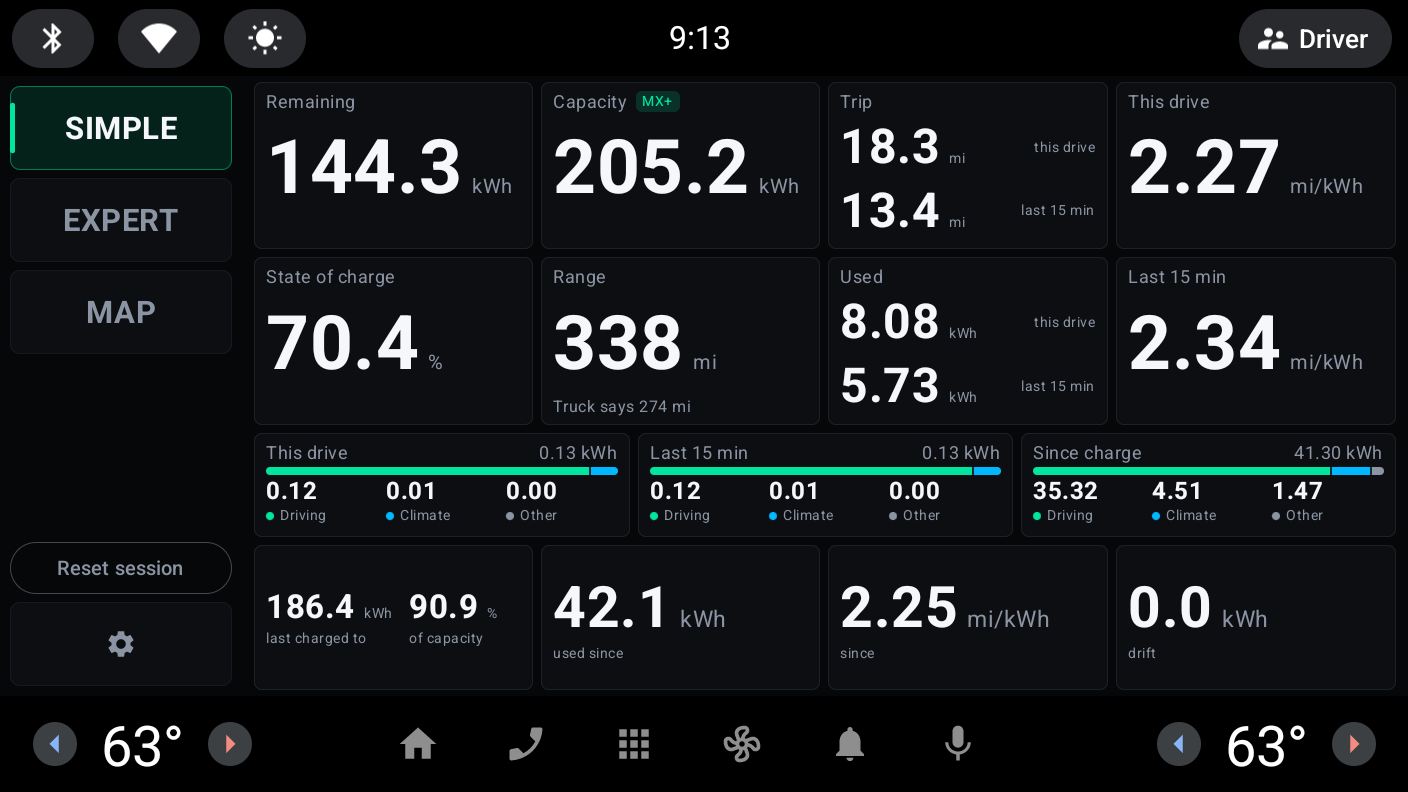 9:13
Driver
SIMPLE
EXPERT
MAP
Reset session
Remaining
144.3 kWh
Capacity MX+
205.2 kWh
Trip
18.3 mi this drive
13.4 mi last 15 min
This drive
2.27 mi/kWh
State of charge
70.4 %
Range
338 mi
Truck says 274 mi
Used
8.08 kWh this drive
5.73 kWh last 15 min
Last 15 min
2.34 mi/kWh
This drive 0.13 kWh
0.12 0.01 0.00
Driving Climate Other
Last 15 min 0.13 kWh
0.12 0.01 0.00
Driving Climate Other
Since charge 41.30 kWh
35.32 4.51 1.47
Driving Climate Other
186.4 kWh 90.9 %
last charged to of capacity
42.1 kWh
used since
2.25 mi/kWh
since
0.0 kWh
drift
63°
63°